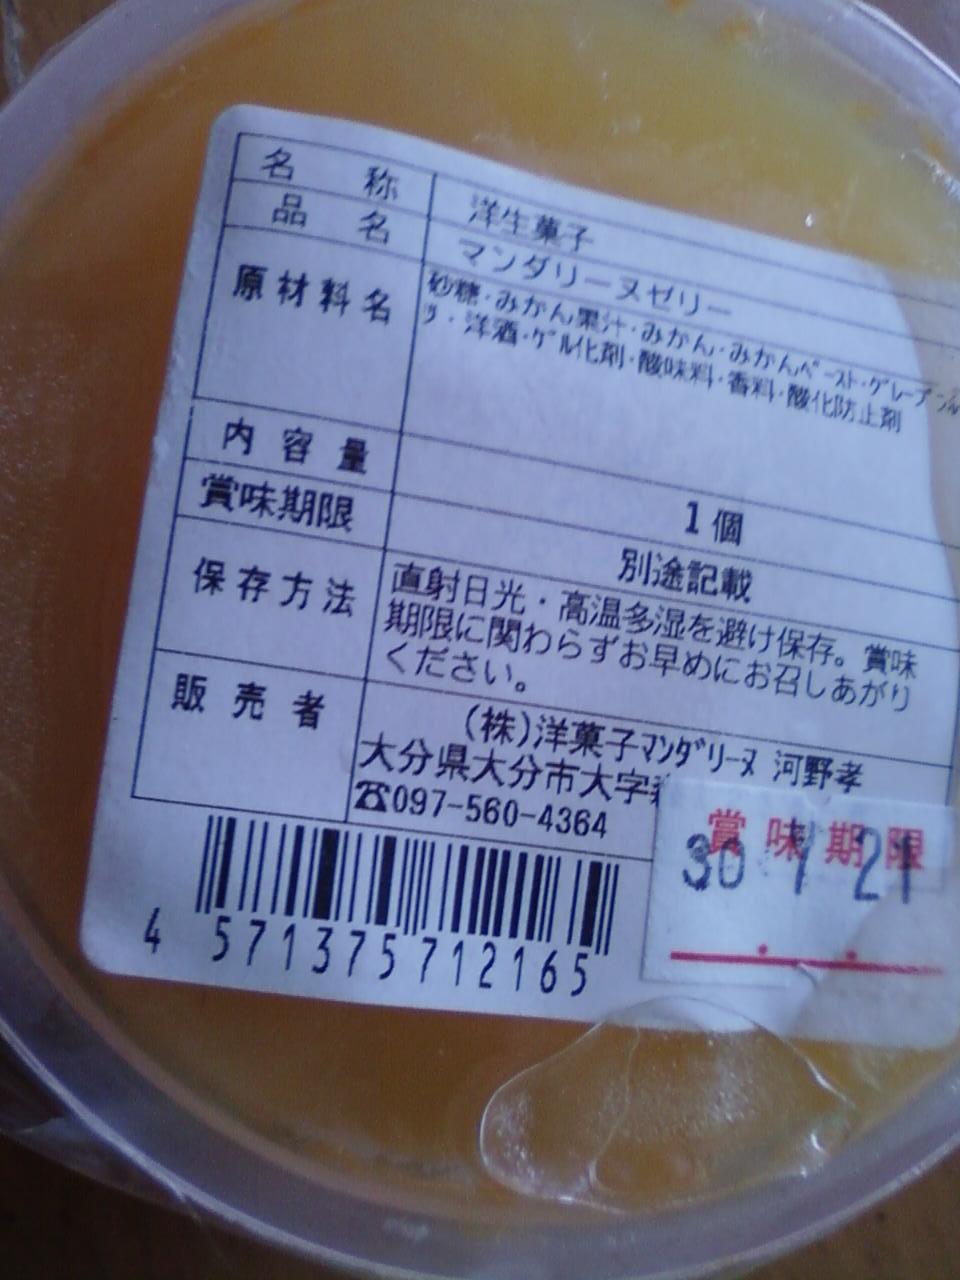 名称 洋生菓子
品名 マンダリーヌゼリー
原材料名 砂糖・みかん果汁・みかん・みかんペースト・グレープ
ツ・洋酒・ゲル化剤・酸味料・香料・酸化防止剤
内容量 1個
賞味期限 別途記載
保存方法 直射日光・高温多湿を避け保存。賞味
期限に関わらずお早めにお召しあがり
ください。
販売者 (株)洋菓子マンダリーヌ 河野孝
大分県大分市大字
☎097-560-4364
賞味期限
30 1 21
4 571375 712165